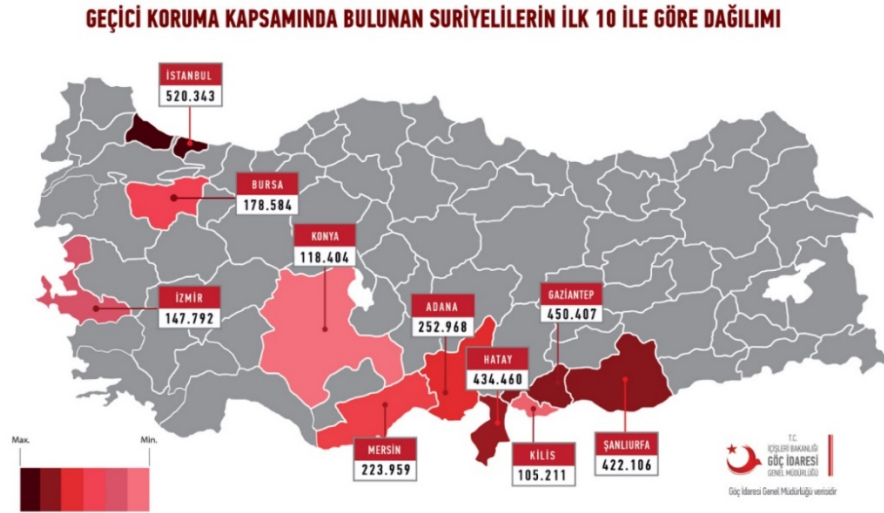 GEÇİCİ KORUMA KAPSAMINDA BULUNAN SURİYELİLERİN İLK 10 İLE GÖRE DAĞILIMI
İSTANBUL
520.343
BURSA
178.584
KONYA
118.404
İZMİR
147.792
ADANA
252.968
GAZİANTEP
450.407
HATAY
434.460
MERSİN
223.959
KİLİS
105.211
ŞANLIURFA
422.106
Max.
Min.
T.C.
İÇİŞLERİ BAKANLIĞI
GÖÇ İDARESİ
GENEL MÜDÜRLÜĞÜ
Göç İdaresi Genel Müdürlüğü verisidir